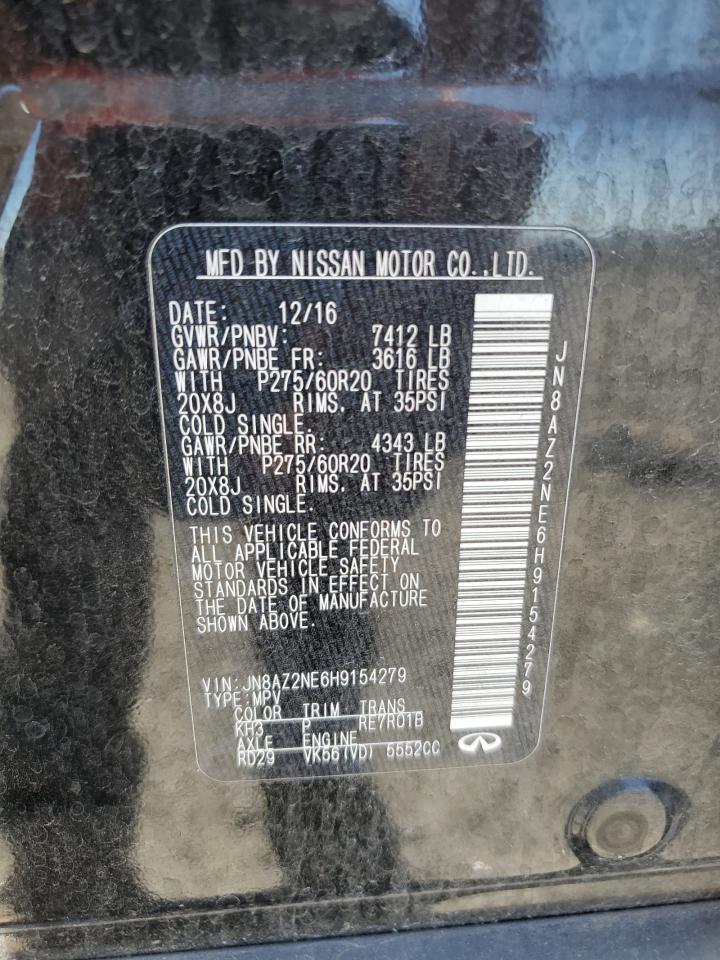 MFD BY NISSAN MOTOR CO.,LTD.
DATE: 12/16
GVWR/PNBV: 7412 LB
GAWR/PNBE FR: 3616 LB
WITH P275/60R20 TIRES
20X8J RIMS, AT 35PSI
COLD SINGLE.
GAWR/PNBE RR: 4343 LB
WITH P275/60R20 TIRES
20X8J RIMS, AT 35PSI
COLD SINGLE.
THIS VEHICLE CONFORMS TO
ALL APPLICABLE FEDERAL
MOTOR VEHICLE SAFETY
STANDARDS IN EFFECT ON
THE DATE OF MANUFACTURE
SHOWN ABOVE.
VIN:JN8AZ2NE6H9154279
TYPE:MPV
COLOR TRIM TRANS
KH3 P RE7R01B
AXLE ENGINE
RD29 VK56(VD) 5552CC
JN8AZ2NE6H9154279